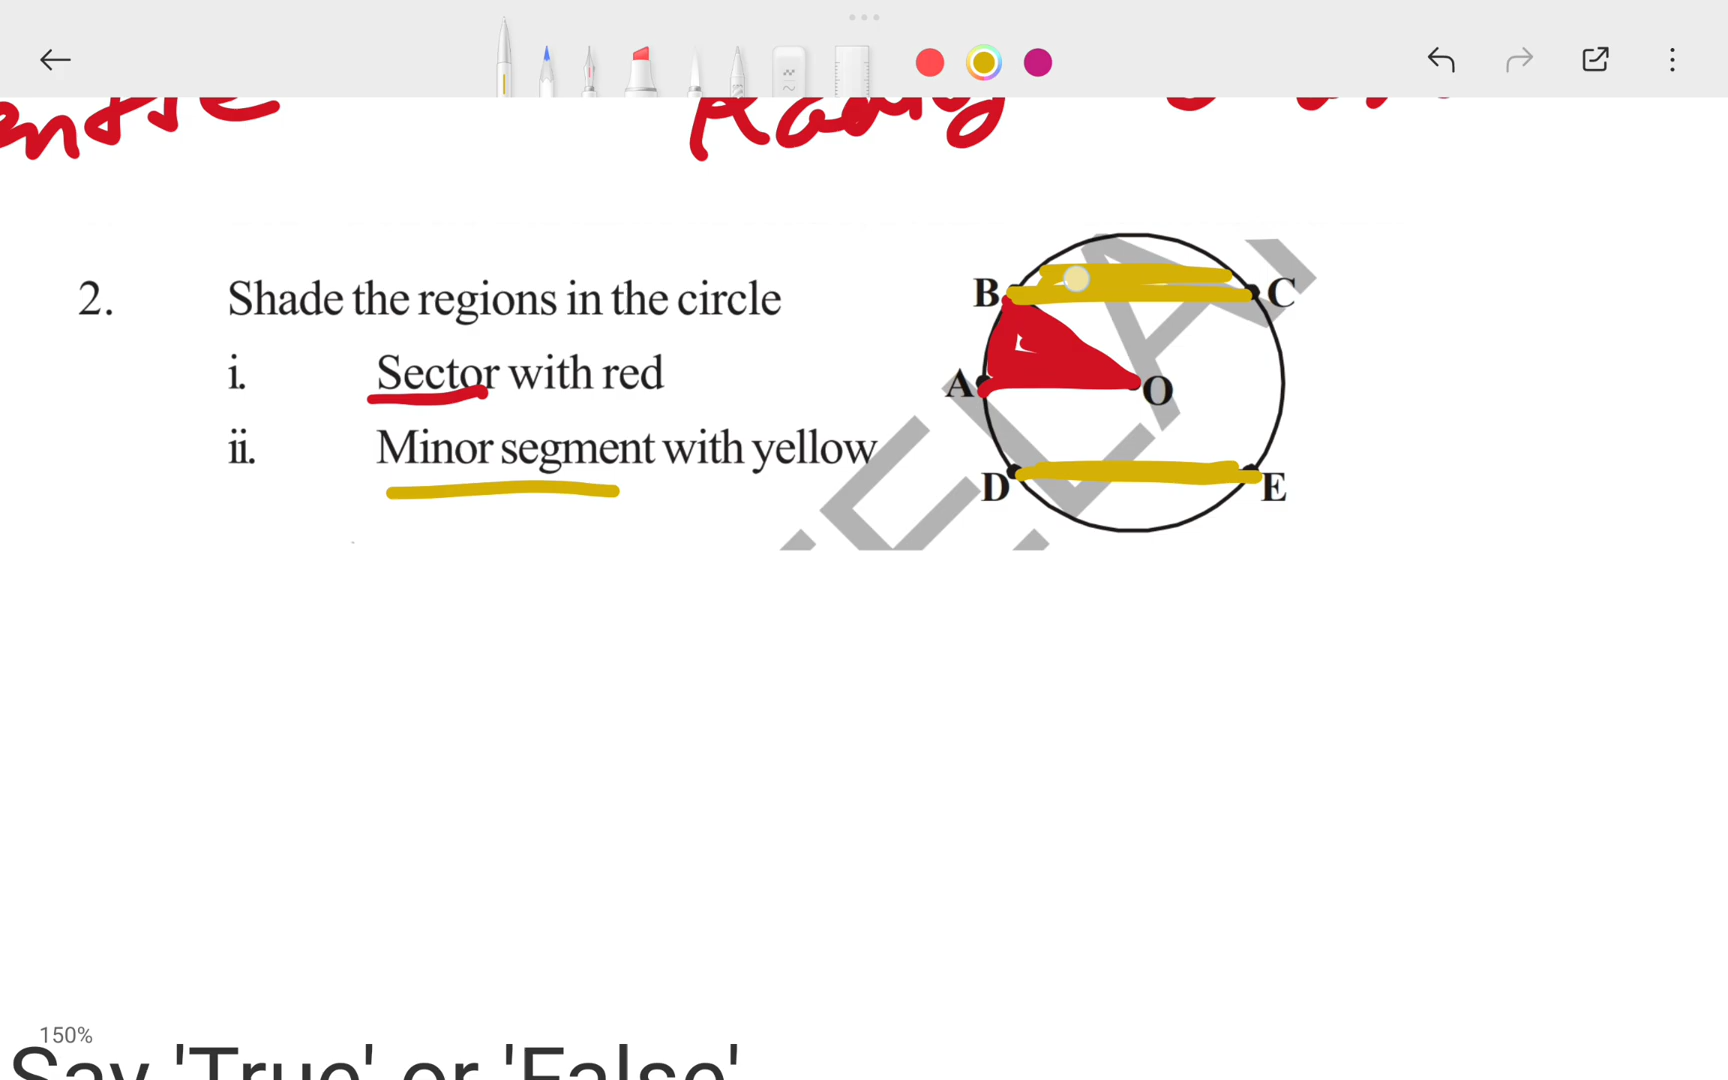 2. Shade the regions in the circle
i. Sector with red
ii. Minor segment with yellow
B
C
A
O
D
E
150%
Say 'True' or 'False'